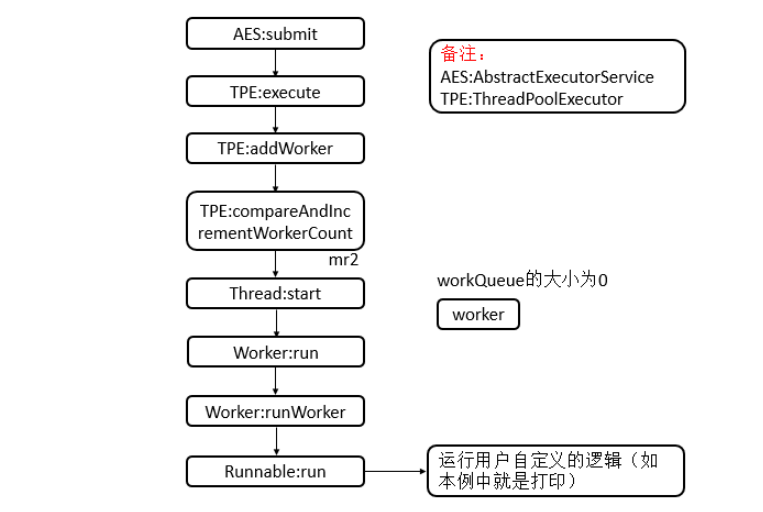 AES:submit
备注：
AES:AbstractExecutorService
TPE:ThreadPoolExecutor
TPE:execute
TPE:addWorker
TPE:compareAndInc
rementWorkerCount
mr2
Thread:start
workQueue的大小为0
worker
Worker:run
Worker:runWorker
Runnable:run
运行用户自定义的逻辑（如
本例中就是打印）